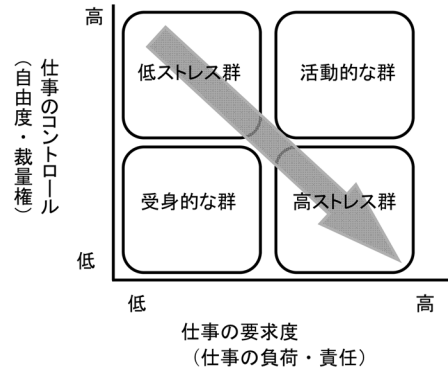 高
仕事のコントロール
（自由度・裁量権）
低ストレス群
活動的な群
受身的な群
高ストレス群
低
低
高
仕事の要求度
（仕事の負荷・責任）